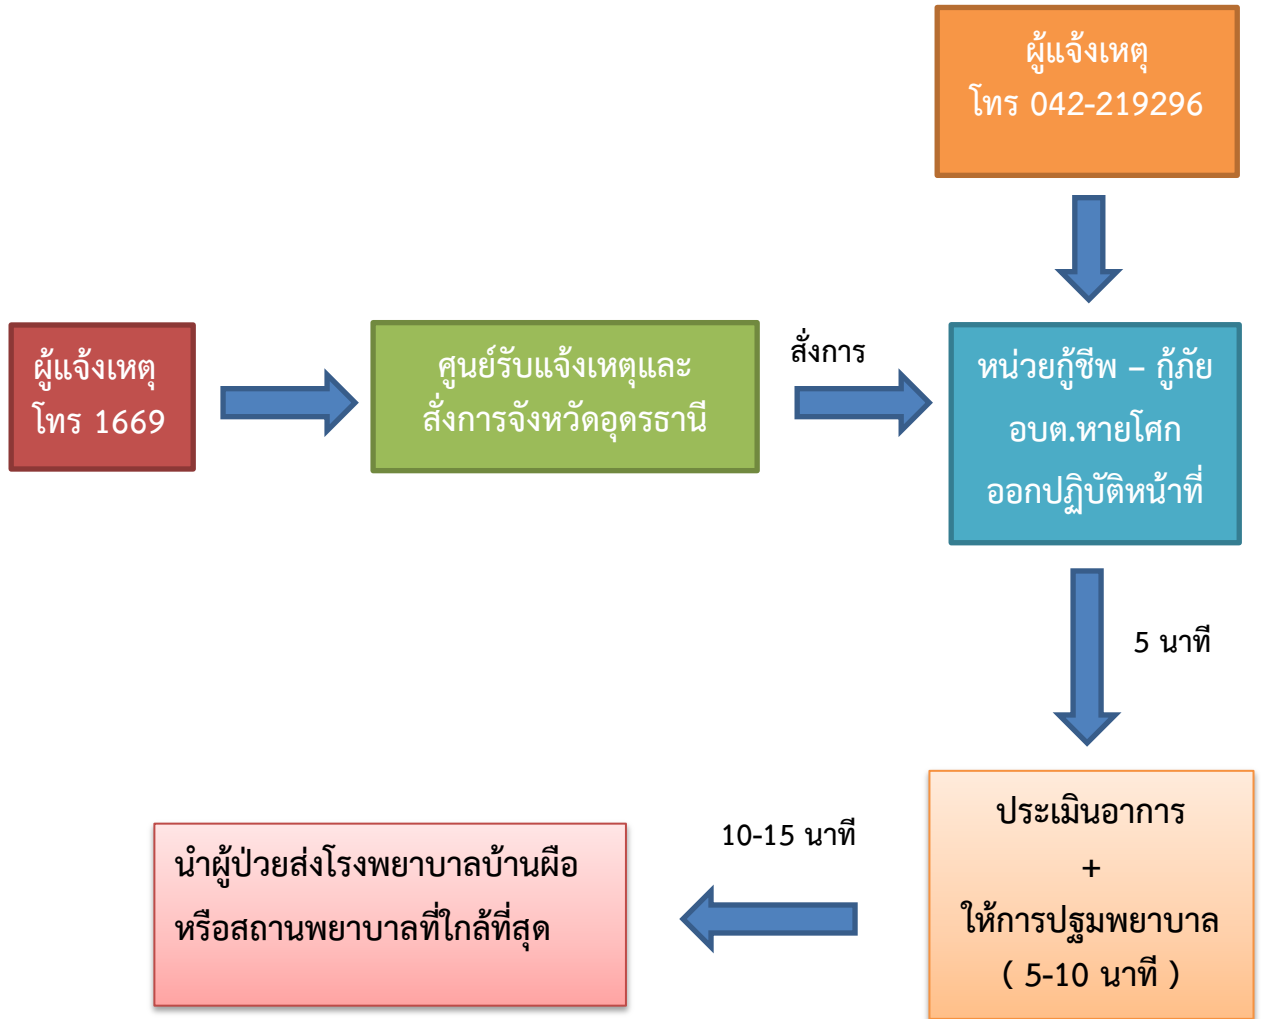 ผู้แจ้งเหตุ
โทร 042-219296
ผู้แจ้งเหตุ
โทร 1669
ศูนย์รับแจ้งเหตุและ
สั่งการจังหวัดอุดรธานี
สั่งการ
หน่วยกู้ชีพ – กู้ภัย
อบต.หายโศก
ออกปฏิบัติหน้าที่
5 นาที
ประเมินอาการ
+
ให้การปฐมพยาบาล
( 5-10 นาที )
10-15 นาที
นำผู้ป่วยส่งโรงพยาบาลบ้านผือ
หรือสถานพยาบาลที่ใกล้ที่สุด